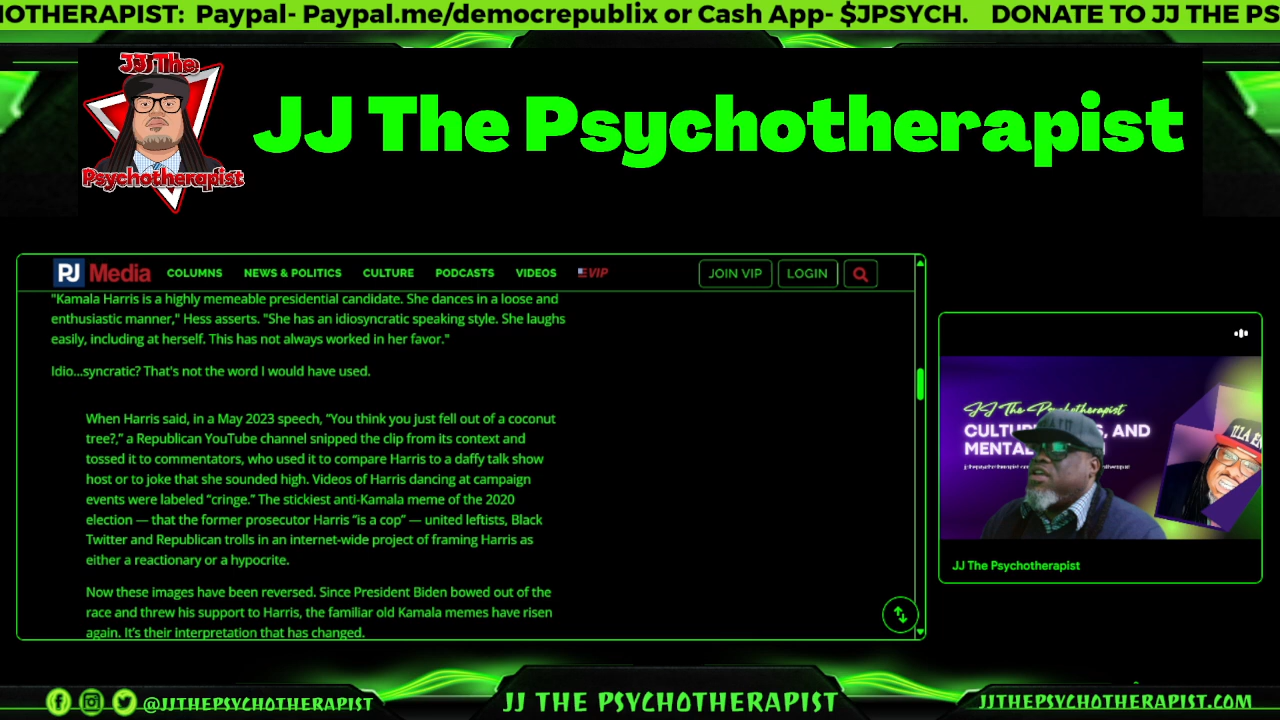 OTHERAPIST: Paypal- Paypal.me/democrepublix or Cash App- $JPSYCH. DONATE TO JJ THE PS
JJ The
Psychotherapist
JJ The Psychotherapist
PJ Media COLUMNS NEWS & POLITICS CULTURE PODCASTS VIDEOS VIP JOIN VIP LOGIN
"Kamala Harris is a highly memeable presidential candidate. She dances in a loose and
enthusiastic manner," Hess asserts. "She has an idiosyncratic speaking style. She laughs
easily, including at herself. This has not always worked in her favor."
Idio...syncratic? That's not the word I would have used.
When Harris said, in a May 2023 speech, “You think you just fell out of a coconut
tree?,” a Republican YouTube channel snipped the clip from its context and
tossed it to commentators, who used it to compare Harris to a daffy talk show
host or to joke that she sounded high. Videos of Harris dancing at campaign
events were labeled “cringe.” The stickiest anti-Kamala meme of the 2020
election — that the former prosecutor Harris “is a cop” — united leftists, Black
Twitter and Republican trolls in an internet-wide project of framing Harris as
either a reactionary or a hypocrite.
Now these images have been reversed. Since President Biden bowed out of the
race and threw his support to Harris, the familiar old Kamala memes have risen
again. It’s their interpretation that has changed.
JJ The Psychotherapist
CULTUR S, AND
MENTAL
JJ The Psychotherapist
@JJTHEPSYCHOTHERAPIST
JJ THE PSYCHOTHERAPIST
JJTHEPSYCHOTHERAPIST.COM